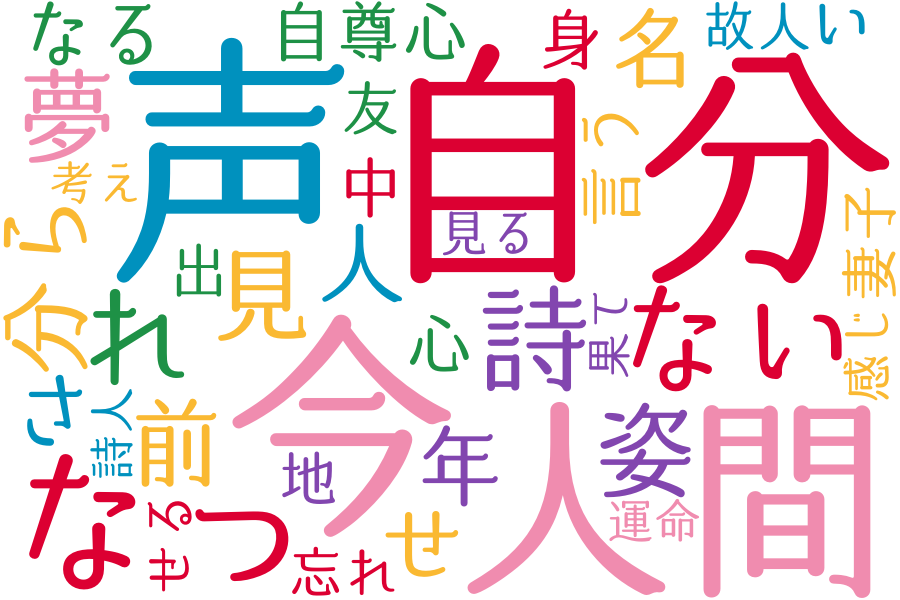 なる
自尊心
身
名
故人
い
夢
声
友
自
分
う
言
考え
中
見る
妻子
ら
出
見
人
分
れ
今
心
詩
果て
ない
感じ
さ
詩人
前
地
年
姿
人間
な
せる
っ
忘れ
せ
運命